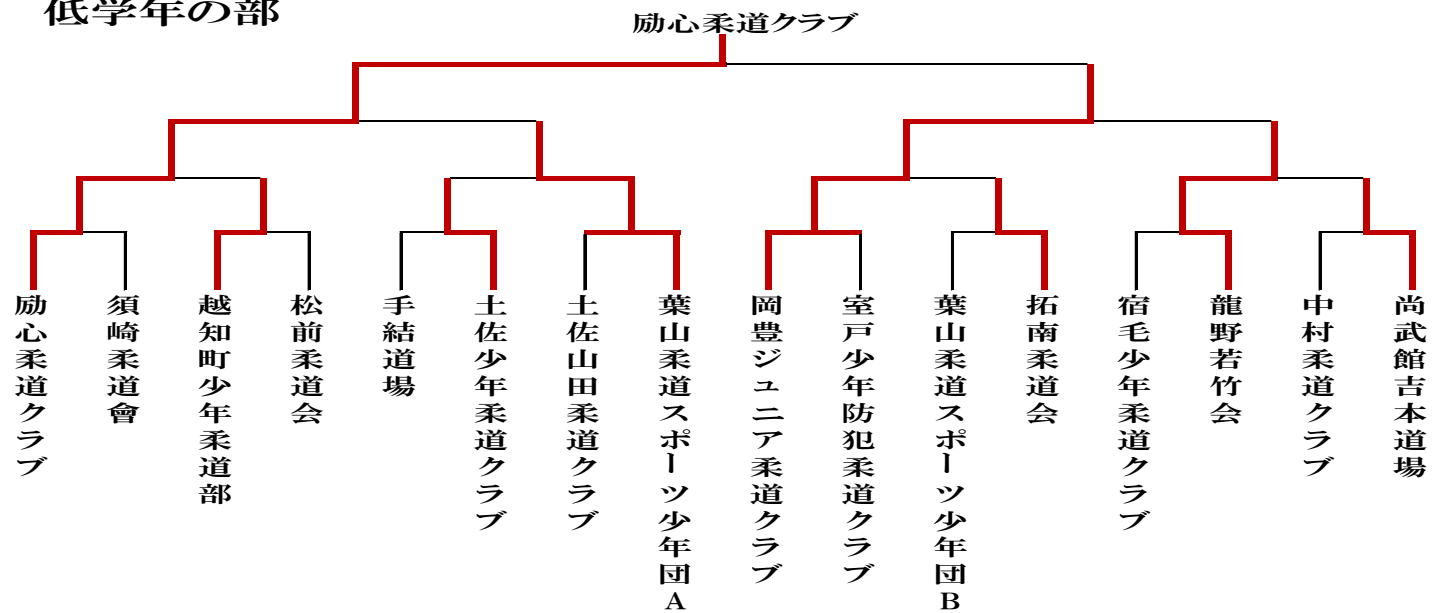 低学年の部
励心柔道クラブ
励心柔道クラブ
須崎柔道會
越知町少年柔道部
松前柔道会
手結道場
土佐少年柔道クラブ
土佐山田柔道クラブ
葉山柔道スポーツ少年団A
岡豊ジュニア柔道クラブ
室戸少年防犯柔道クラブ
葉山柔道スポーツ少年団B
拓南柔道会
宿毛少年柔道クラブ
龍野若竹会
中村柔道クラブ
尚武館吉本道場